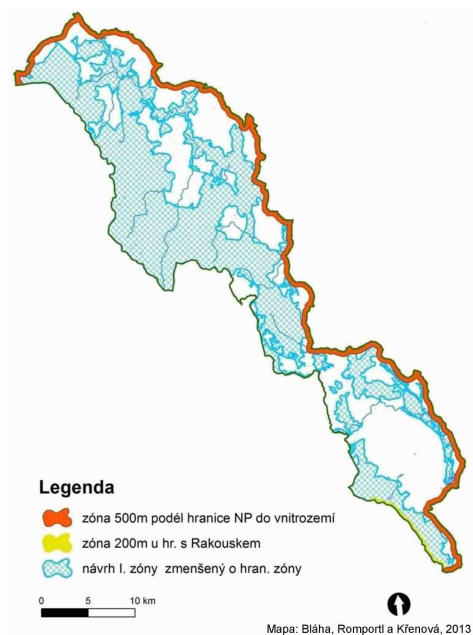 Legenda
zóna 500m podél hranice NP do vnitrozemí
zóna 200m u hr. s Rakouskem
návrh I. zóny zmenšený o hran. zóny
0 5 10 km
Mapa: Bláha, Romportl a Křenová, 2013